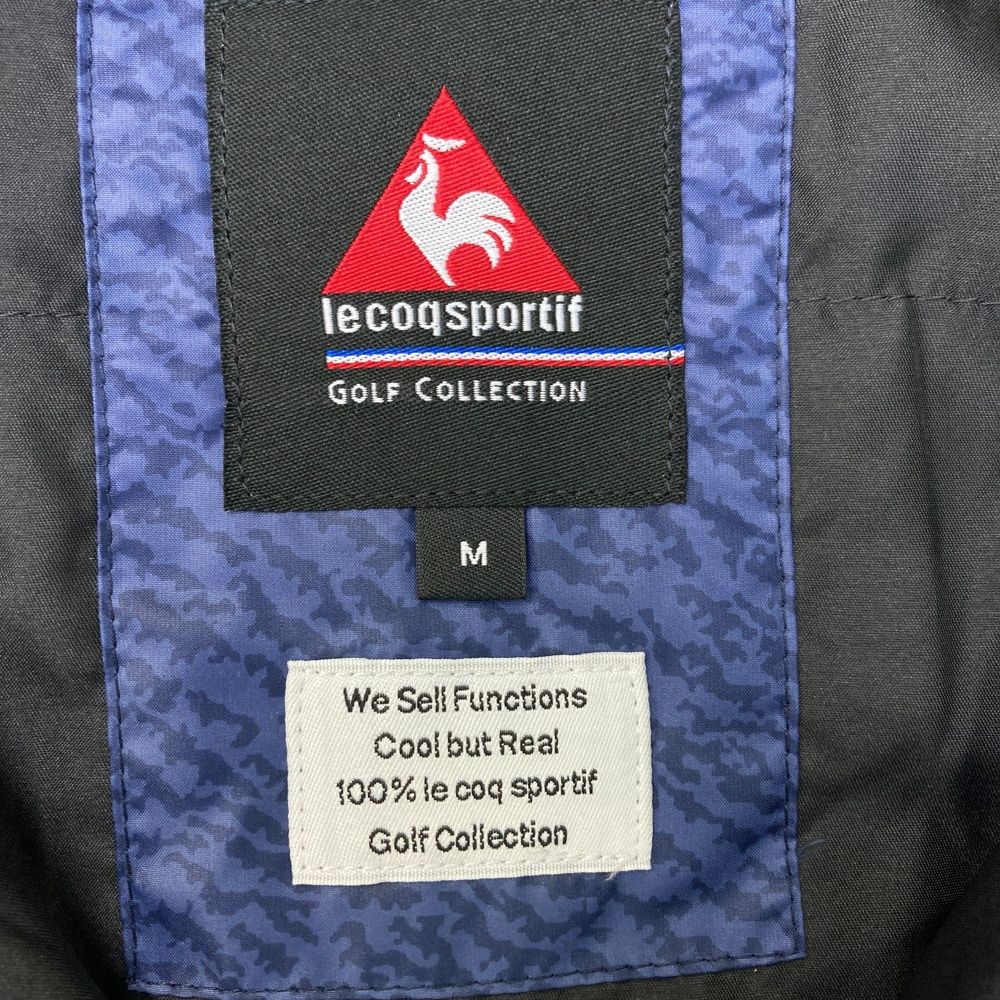 lecoqsportif
GOLF COLLECTION
M
We Sell Functions
Cool but Real
100% le coq sportif
Golf Collection